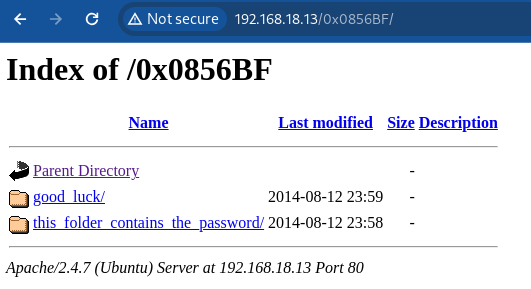 Not secure 192.168.18.13/0x0856BF/
Index of /0x0856BF
Name Last modified Size Description
Parent Directory -
good_luck/ 2014-08-12 23:59 -
this_folder_contains_the_password/ 2014-08-12 23:58 -
Apache/2.4.7 (Ubuntu) Server at 192.168.18.13 Port 80